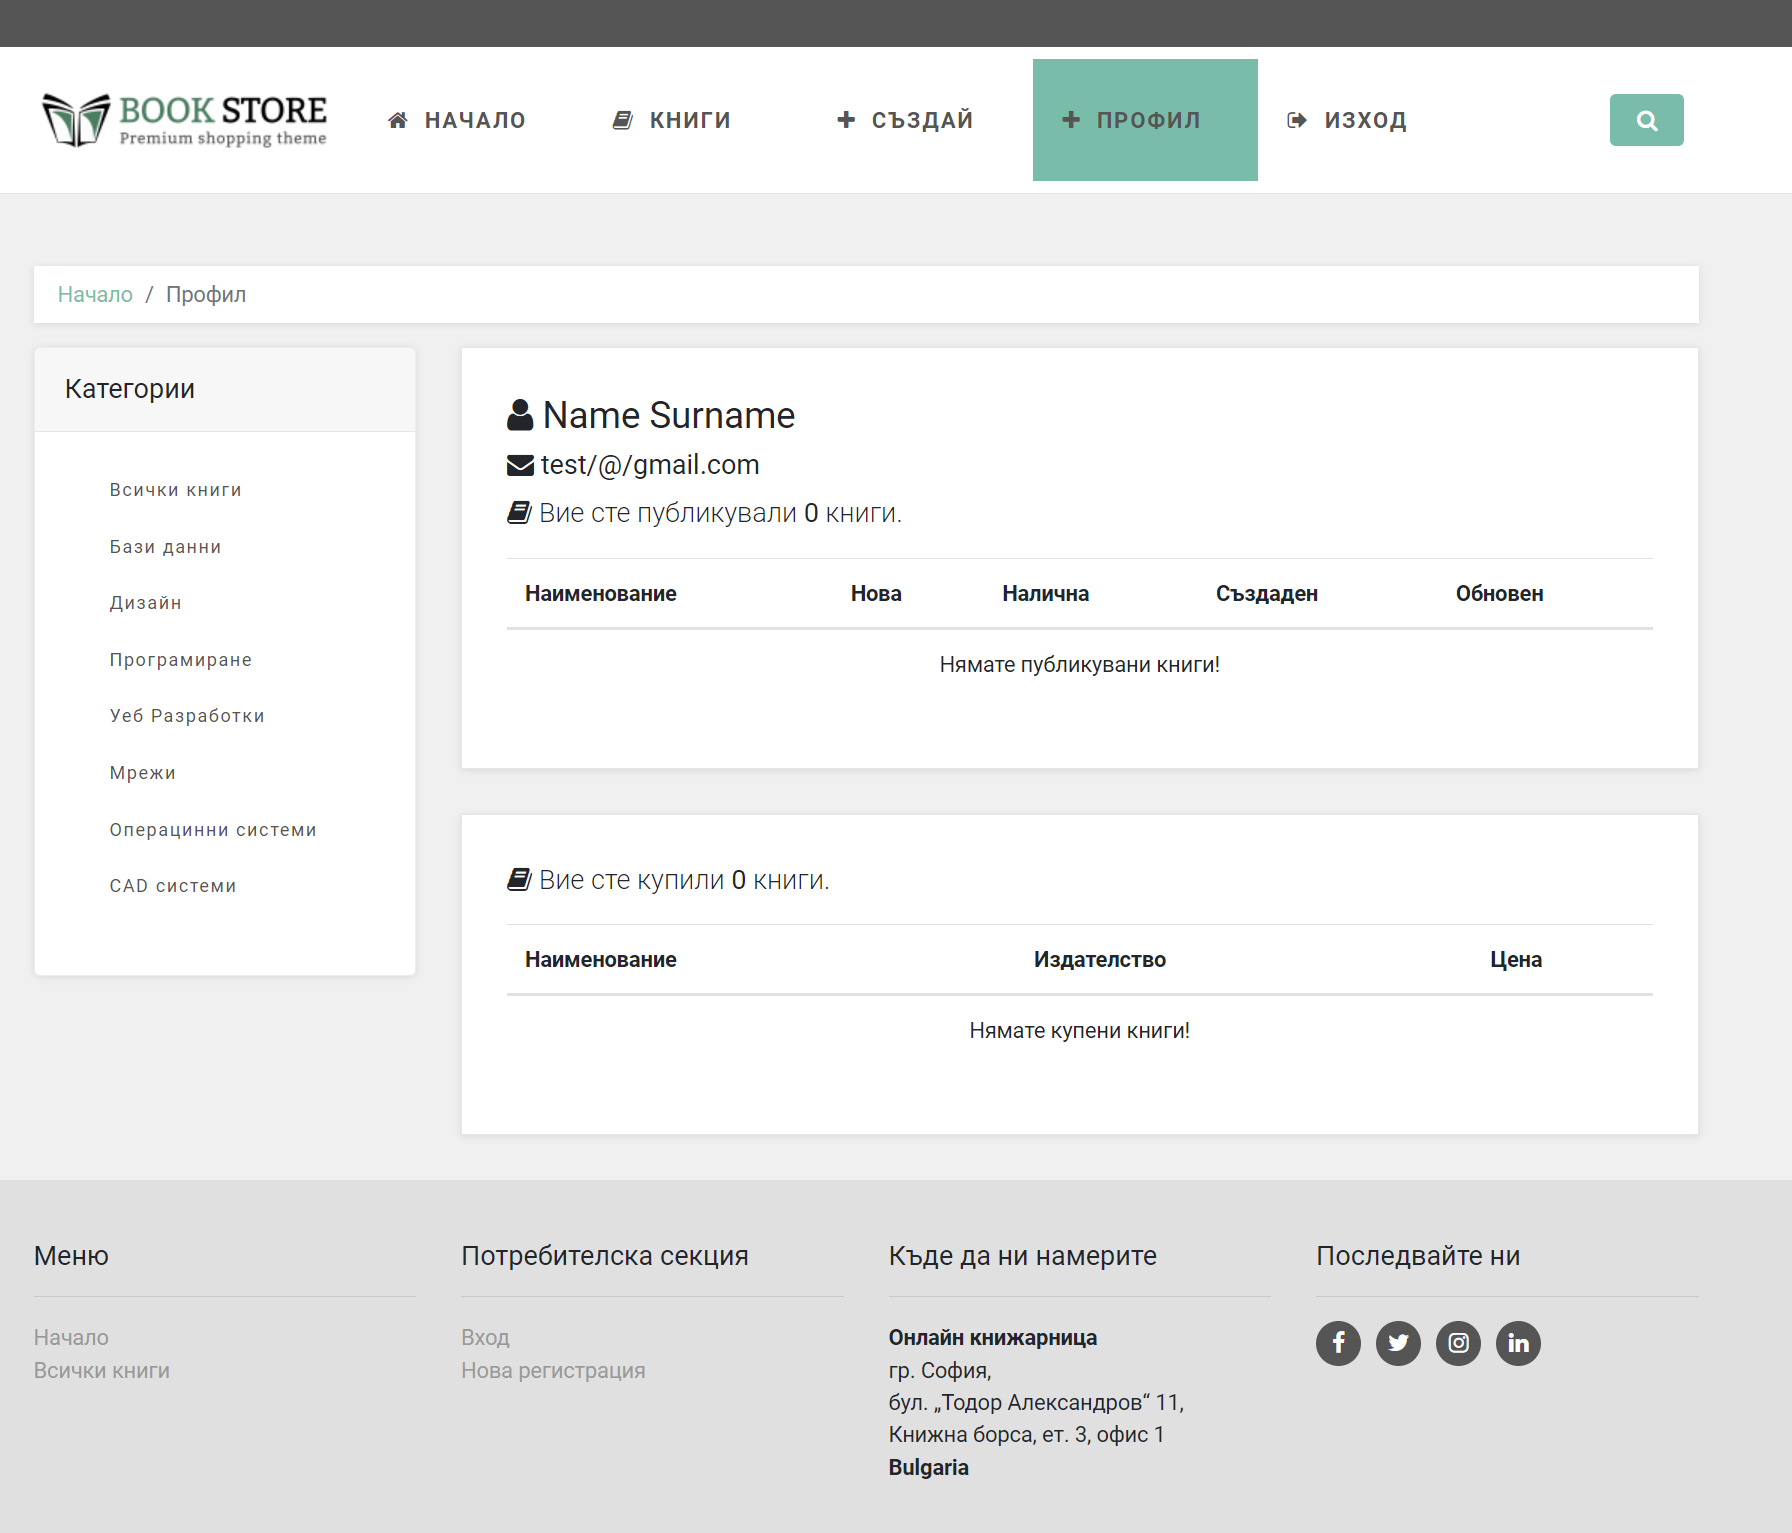 BOOK STORE
Premium shopping theme
НАЧАЛО
КНИГИ
СЪЗДАЙ
ПРОФИЛ
ИЗХОД
Начало / Профил
Категории
Всички книги
Бази данни
Дизайн
Програмиране
Уеб Разработки
Мрежи
Операцинни системи
CAD системи
Name Surname
test/@/gmail.com
Вие сте публикували 0 книги.
Наименование Нова Налична Създаден Обновен
Нямате публикувани книги!
Вие сте купили 0 книги.
Наименование Издателство Цена
Нямате купени книги!
Меню
Начало
Всички книги
Потребителска секция
Вход
Нова регистрация
Къде да ни намерите
Онлайн книжарница
гр. София,
бул. „Тодор Александров“ 11,
Книжна борса, ет. 3, офис 1
Bulgaria
Последвайте ни